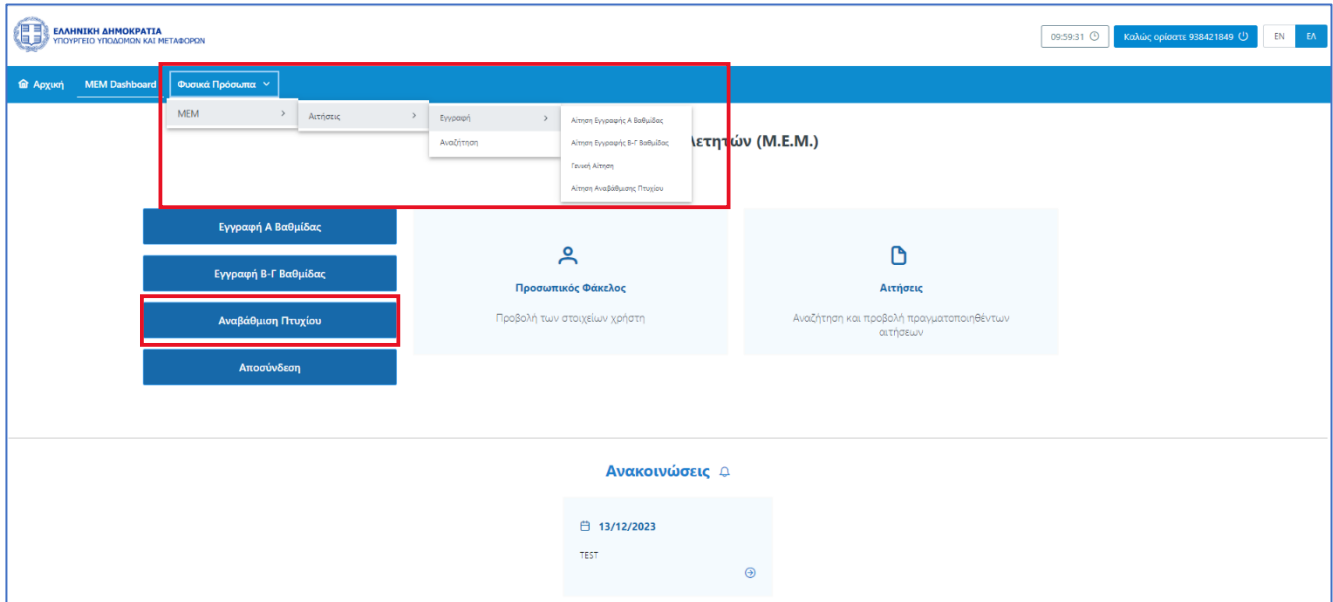 ΕΛΛΗΝΙΚΗ ΔΗΜΟΚΡΑΤΙΑ
ΥΠΟΥΡΓΕΙΟ ΥΠΟΔΟΜΩΝ ΚΑΙ ΜΕΤΑΦΟΡΩΝ
09:59:31
Καλώς ορίσατε 938421849
EN
ΕΛ
Αρχική
MEM Dashboard
Φυσικά Πρόσωπα
MEM
Αιτήσεις
Εγγραφή
Αναζήτηση
Αίτηση Εγγραφής Α Βαθμίδας
Αίτηση Εγγραφής Β-Γ Βαθμίδας
Γενική Αίτηση
Αίτηση Αναβάθμισης Πτυχίου
λετητών (Μ.Ε.Μ.)
Εγγραφή Α Βαθμίδας
Εγγραφή Β-Γ Βαθμίδας
Αναβάθμιση Πτυχίου
Αποσύνδεση
Προσωπικός Φάκελος
Προβολή των στοιχείων χρήστη
Αιτήσεις
Αναζήτηση και προβολή πραγματοποιηθέντων
αιτήσεων
Ανακοινώσεις
13/12/2023
TEST